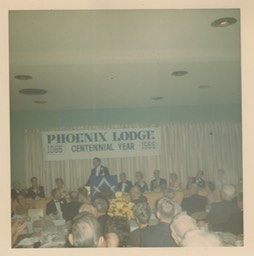 PHOENIX LODGE
1866 CENTENNIAL YEAR 1966